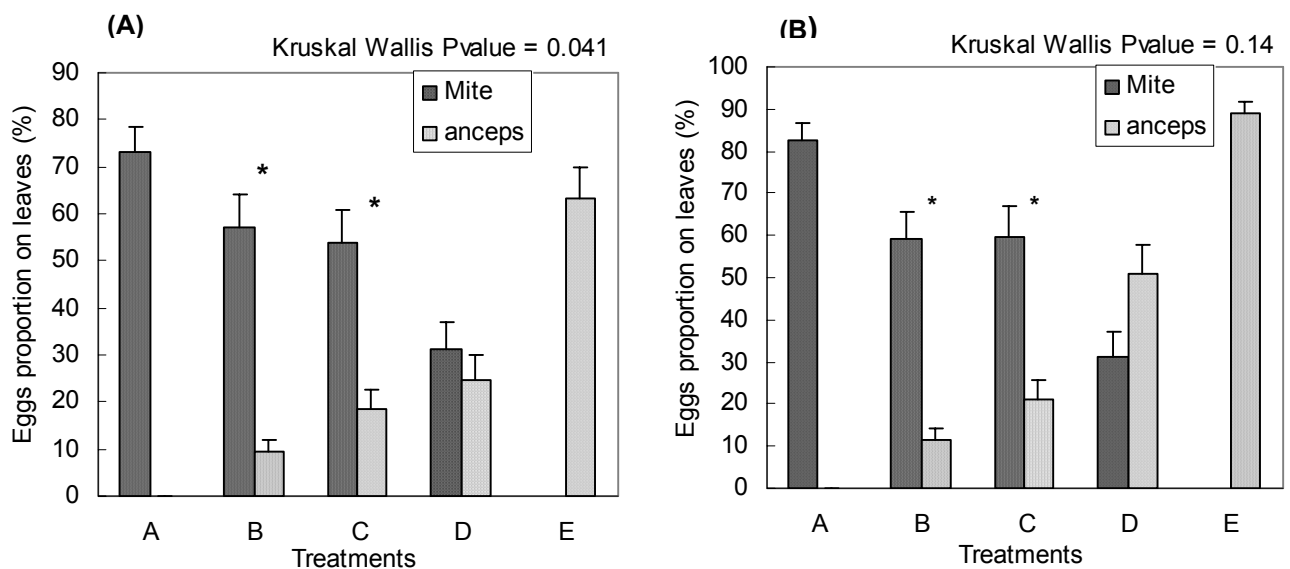 (A)
Kruskal Wallis Pvalue = 0.041
Eggs proportion on leaves (%)
90
80
70
60
50
40
30
20
10
0
Mite
anceps
*
*
A B C D E
Treatments
(B)
Kruskal Wallis Pvalue = 0.14
Eggs proportion on leaves (%)
100
90
80
70
60
50
40
30
20
10
0
Mite
anceps
*
*
A B C D E
Treatments